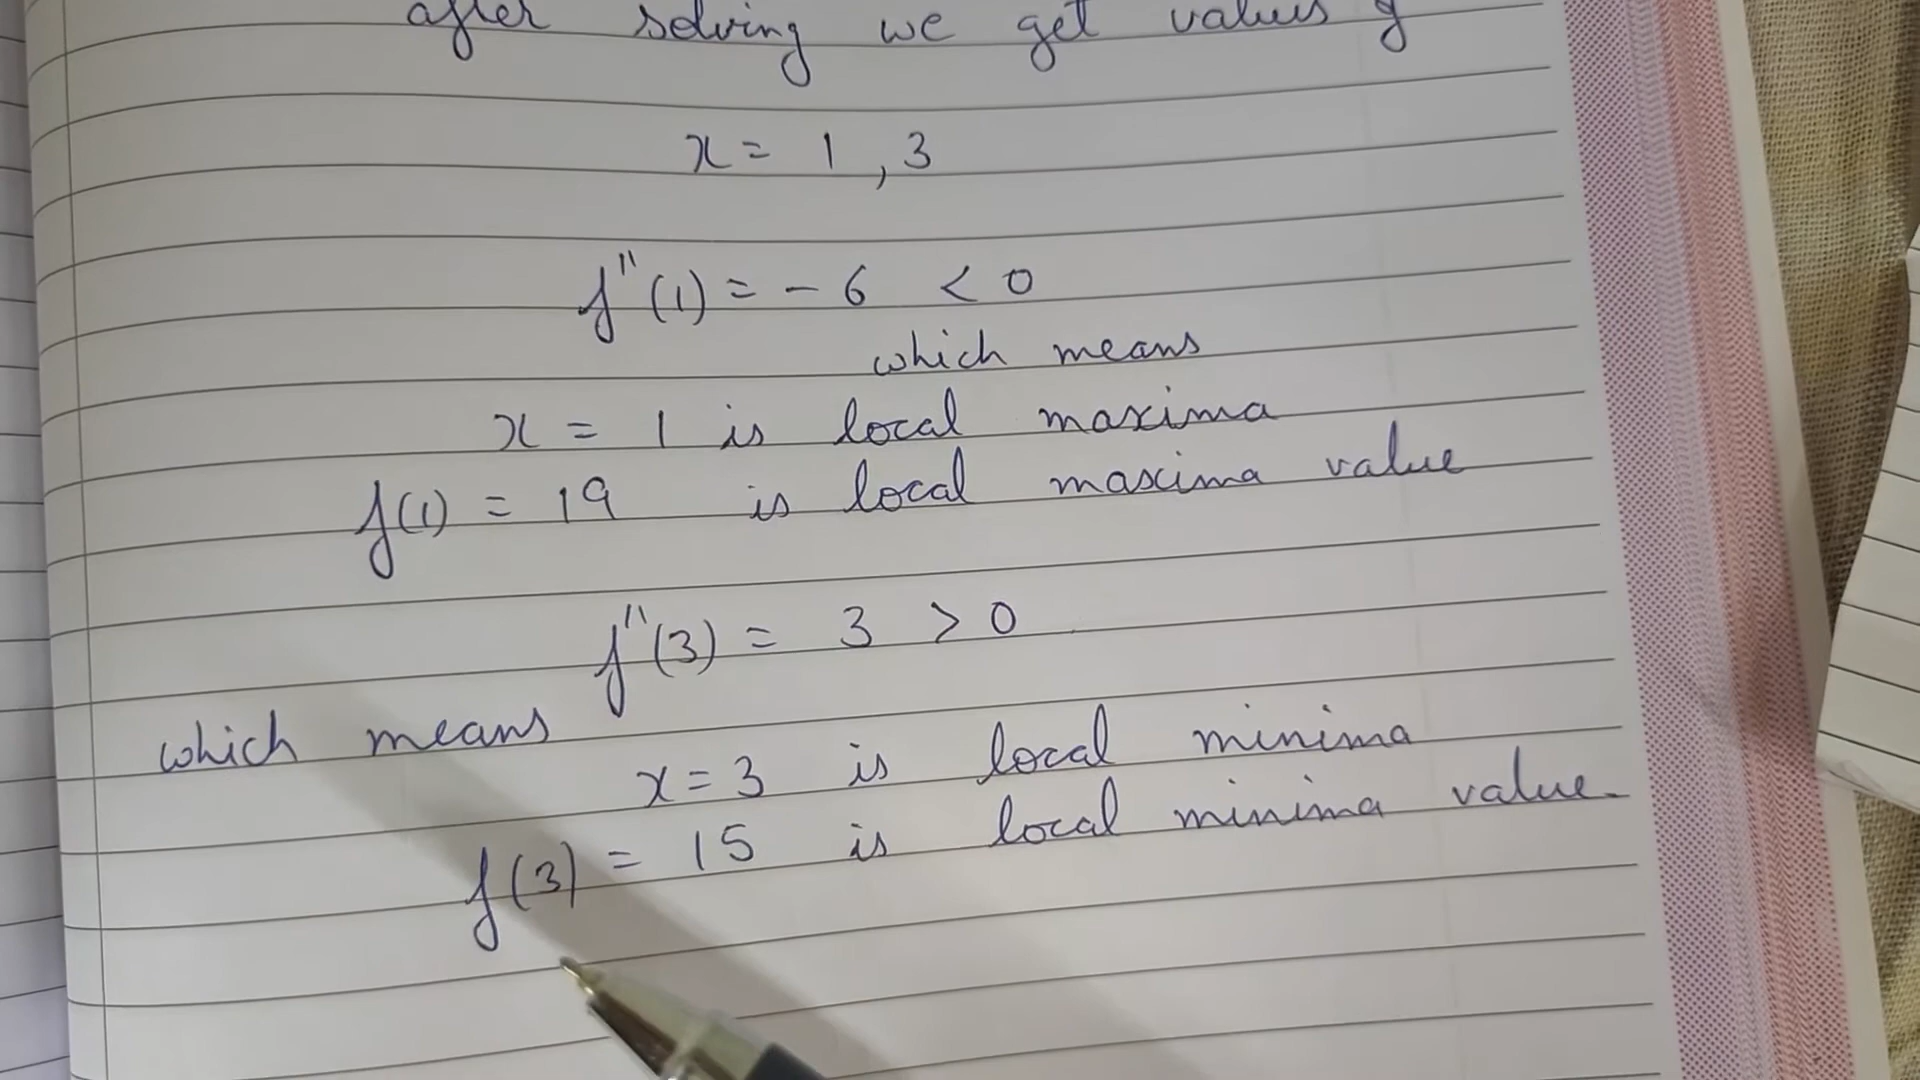 after solving we get values of
x = 1 , 3
f''(1) = - 6 < 0
which means
x = 1 is local maxima
f(1) = 19 is local maxima value
f''(3) = 3 > 0
which means
x = 3 is local minima
f(3) = 15 is local minima value.